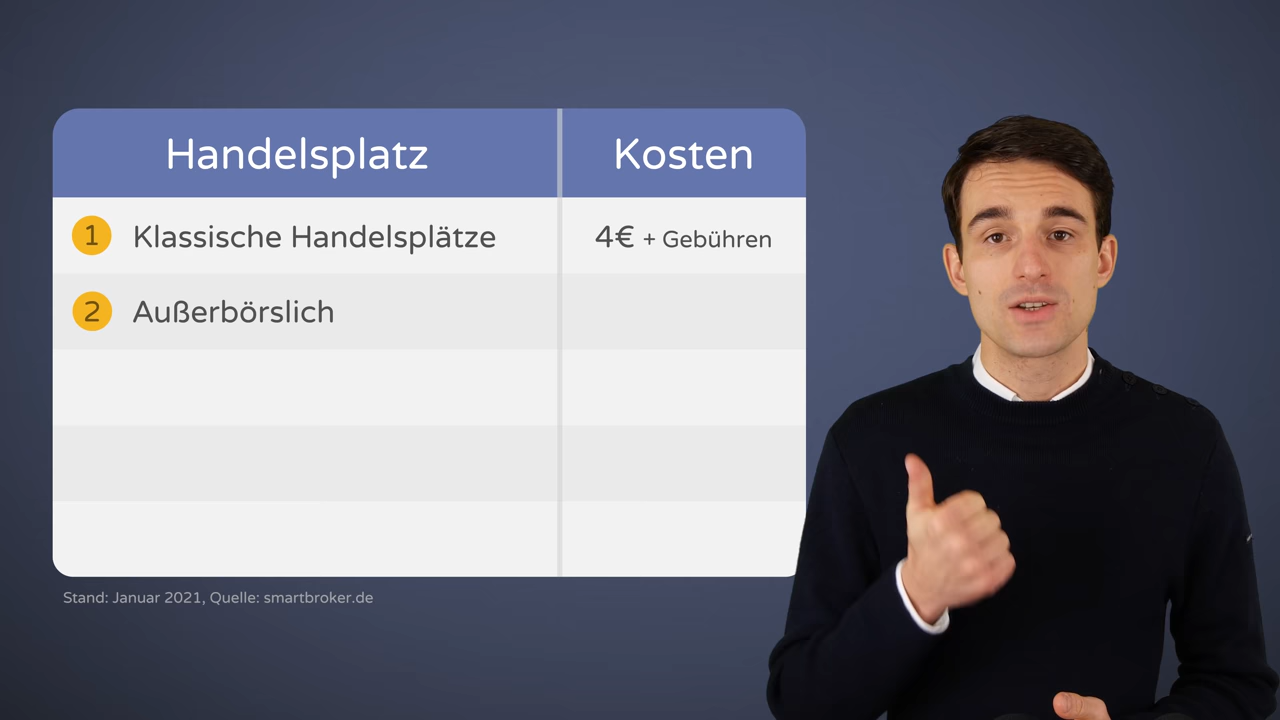 Handelsplatz Kosten
1 Klassische Handelsplätze 4€ + Gebühren
2 Außerbörslich
Stand: Januar 2021, Quelle: smartbroker.de